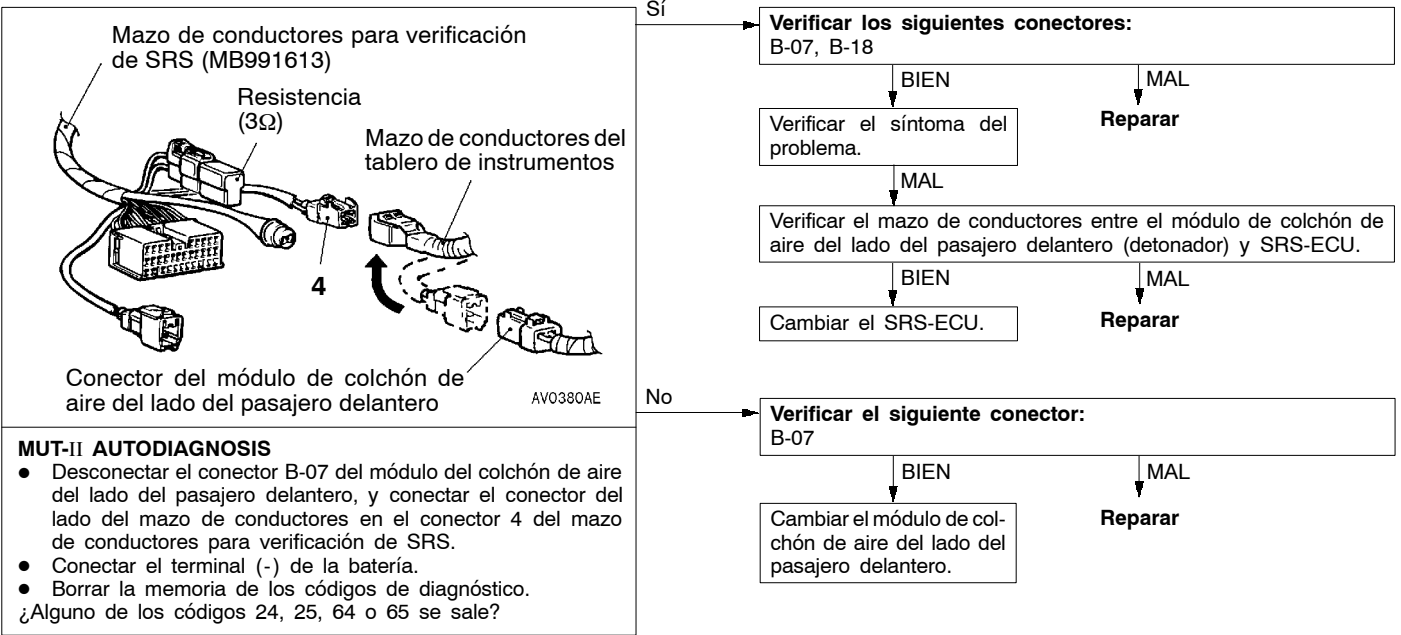 Mazo de conductores para verificación
de SRS (MB991613)
Resistencia
(3Ω)
Mazo de conductores del
tablero de instrumentos
4
Conector del módulo de colchón de
aire del lado del pasajero delantero
AV0380AE
MUT-II AUTODIAGNOSIS
● Desconectar el conector B-07 del módulo del colchón de aire
del lado del pasajero delantero, y conectar el conector del
lado del mazo de conductores en el conector 4 del mazo
de conductores para verificación de SRS.
● Conectar el terminal (-) de la batería.
● Borrar la memoria de los códigos de diagnóstico.
¿Alguno de los códigos 24, 25, 64 o 65 se sale?
Sí
Verificar los siguientes conectores:
B-07, B-18
BIEN
MAL
Verificar el síntoma del
problema.
Reparar
MAL
Verificar el mazo de conductores entre el módulo de colchón de
aire del lado del pasajero delantero (detonador) y SRS-ECU.
BIEN
MAL
Cambiar el SRS-ECU.
Reparar
No
Verificar el siguiente conector:
B-07
BIEN
MAL
Cambiar el módulo de col-
chón de aire del lado del
pasajero delantero.
Reparar